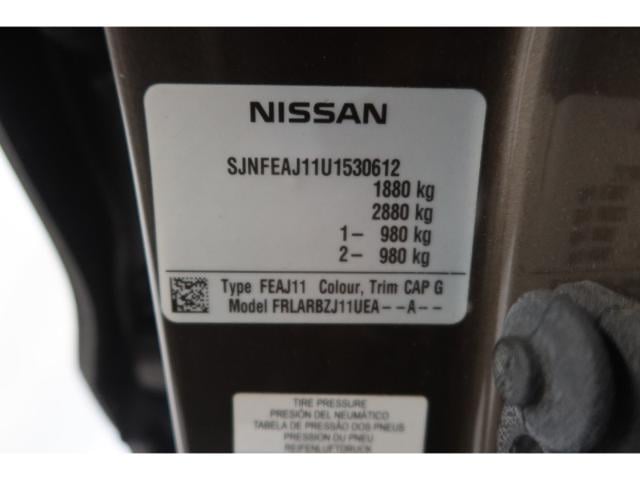 NISSAN
SJNFEAJ11U1530612
1880 kg
2880 kg
1– 980 kg
2– 980 kg
Type FEAJ11 Colour, Trim CAP G
Model FRLARBZJ11UEA--A--
TIRE PRESSURE
PRESIÓN DEL NEUMÁTICO
TABELA DE PRESSÃO DOS PNEUS
PRESSION DU PNEU
REIFENLUFTDRUCK